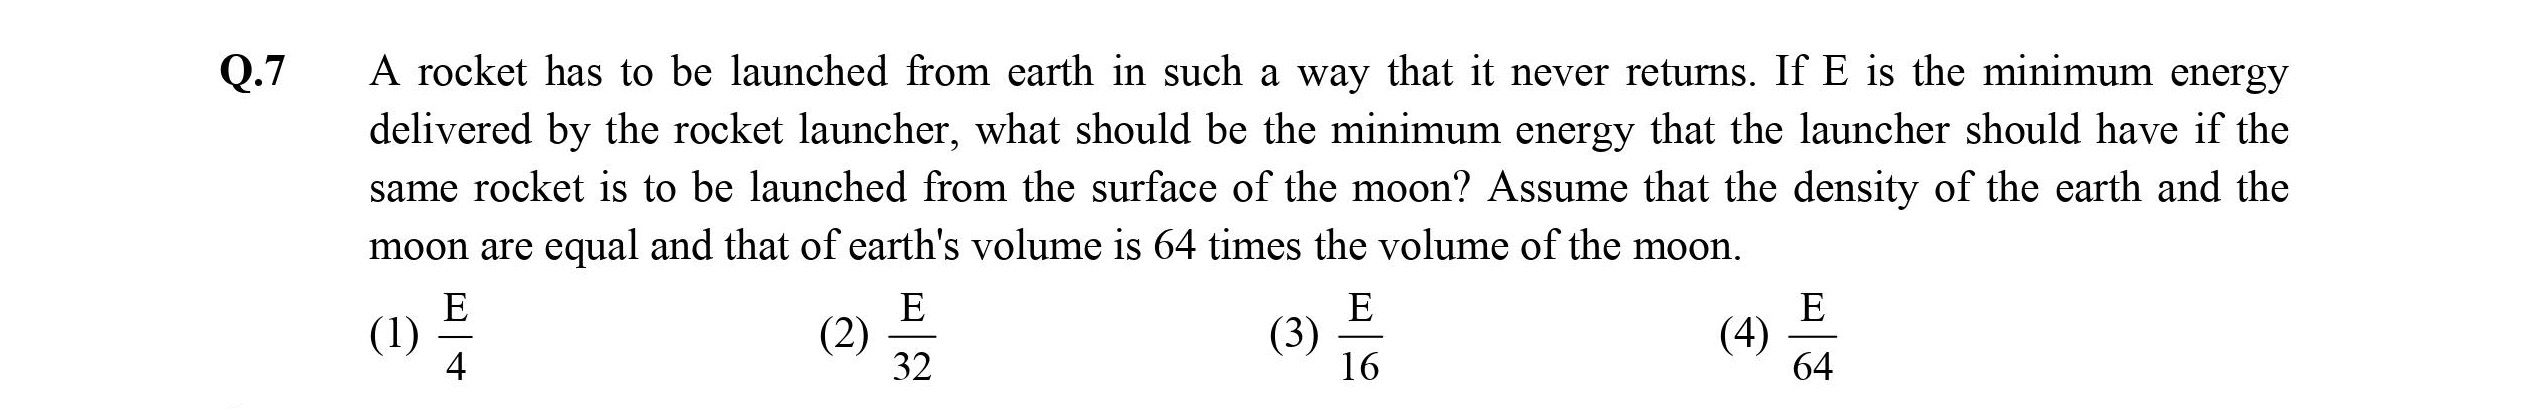 Q.7 A rocket has to be launched from earth in such a way that it never returns. If E is the minimum energy
delivered by the rocket launcher, what should be the minimum energy that the launcher should have if the
same rocket is to be launched from the surface of the moon? Assume that the density of the earth and the
moon are equal and that of earth's volume is 64 times the volume of the moon.
(1) E/4 (2) E/32 (3) E/16 (4) E/64